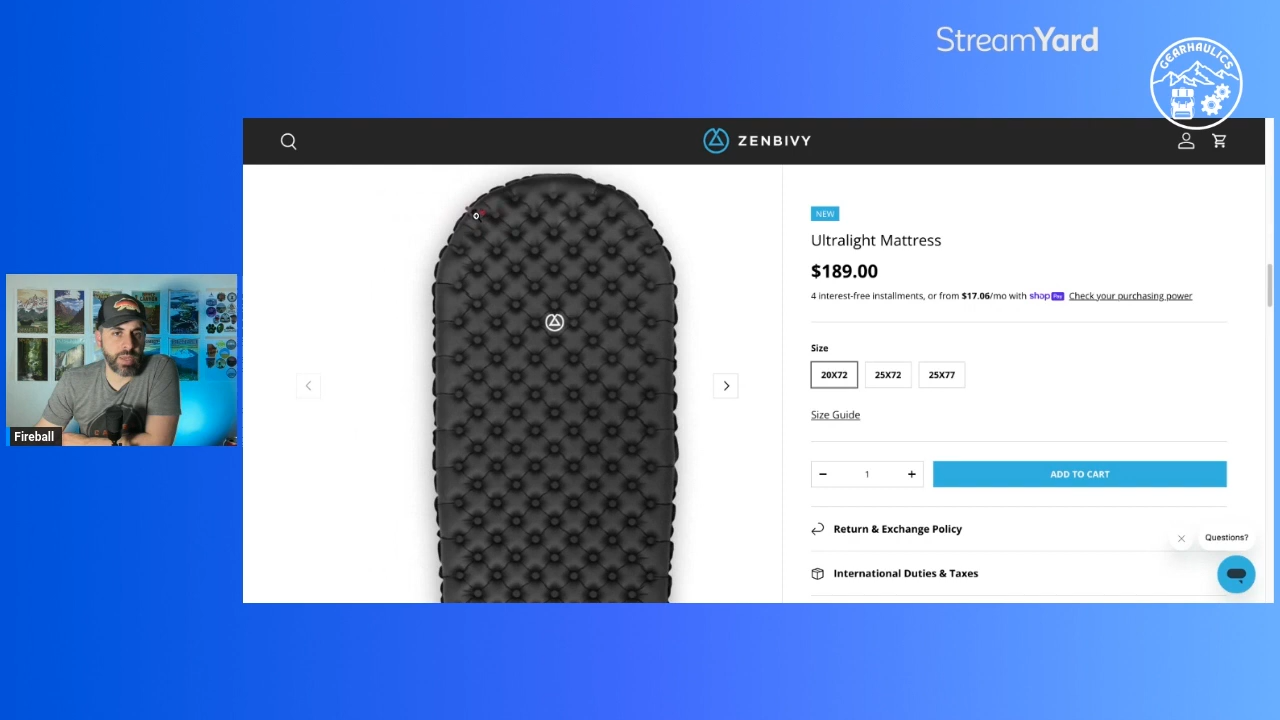 StreamYard
GEARHAULICS
ZENBIVY
NEW
Ultralight Mattress
$189.00
4 interest-free installments, or from $17.06/mo with shop Pay Check your purchasing power
Size
20X72 25X72 25X77
Size Guide
− 1 + ADD TO CART
Return & Exchange Policy
Questions?
International Duties & Taxes
Fireball